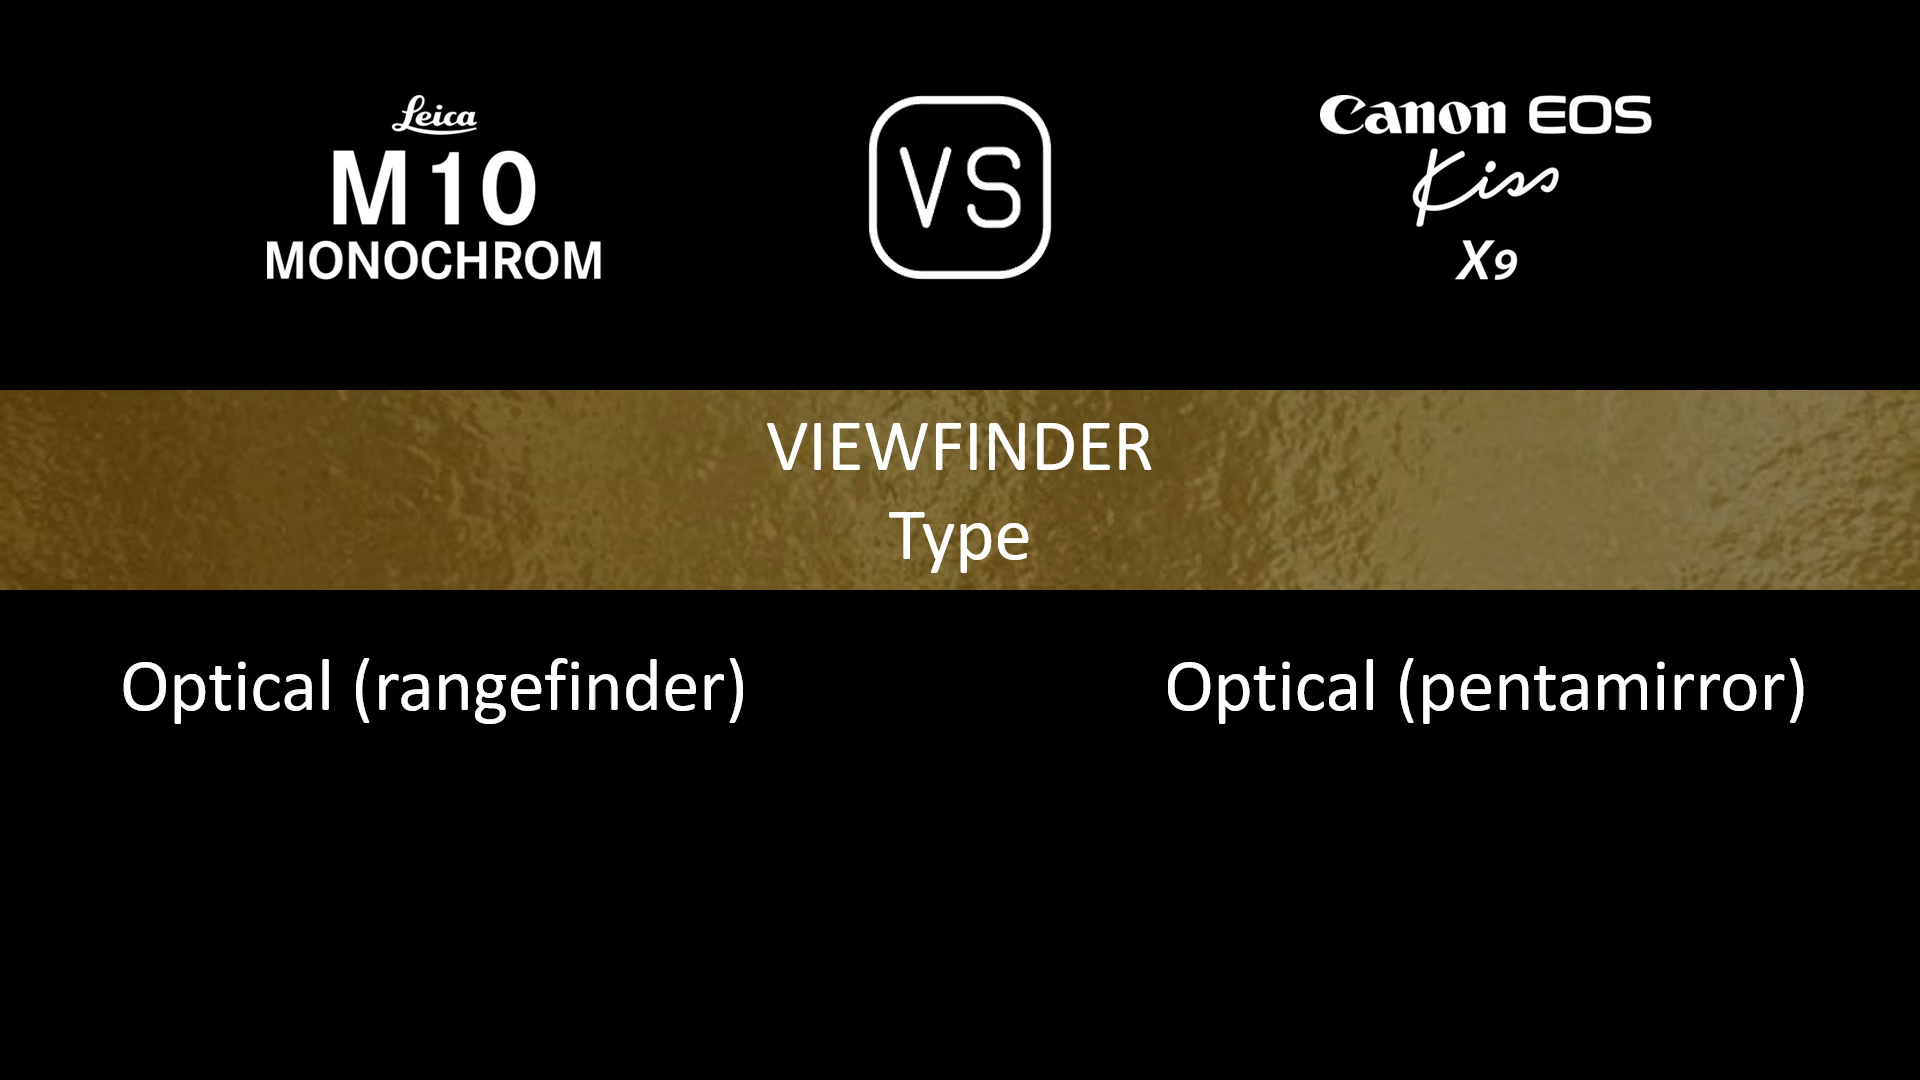 Leica
M10
MONOCHROM
VS
Canon EOS
Kiss
X9
VIEWFINDER
Type
Optical (rangefinder)
Optical (pentamirror)